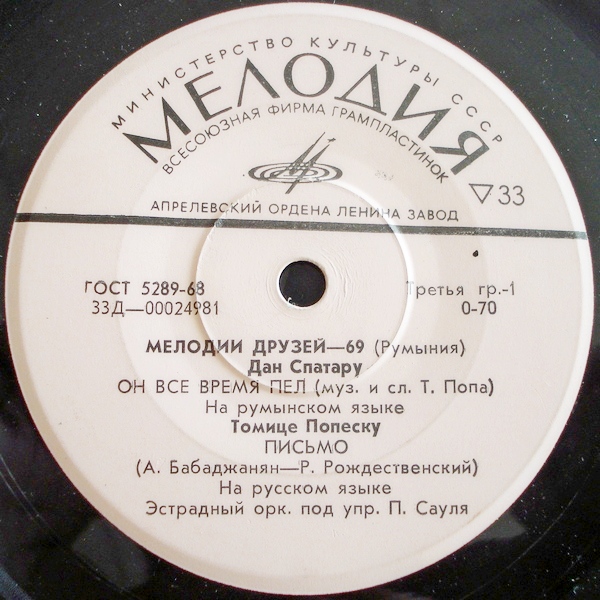 МИНИСТЕРСТВО КУЛЬТУРЫ СССР
МЕЛОДИЯ
ВСЕСОЮЗНАЯ ФИРМА ГРАМПЛАСТИНОК
▽33
АПРЕЛЕВСКИЙ ОРДЕНА ЛЕНИНА ЗАВОД
ГОСТ 5289-68 Третья гр.-1
33Д—00024981 0-70
МЕЛОДИИ ДРУЗЕЙ—69 (Румыния)
Дан Спатару
ОН ВСЕ ВРЕМЯ ПЕЛ (муз. и сл. Т. Попа)
На румынском языке
Томице Попеску
ПИСЬМО
(А. Бабаджанян—Р. Рождественский)
На русском языке
Эстрадный орк. под упр. П. Сауля